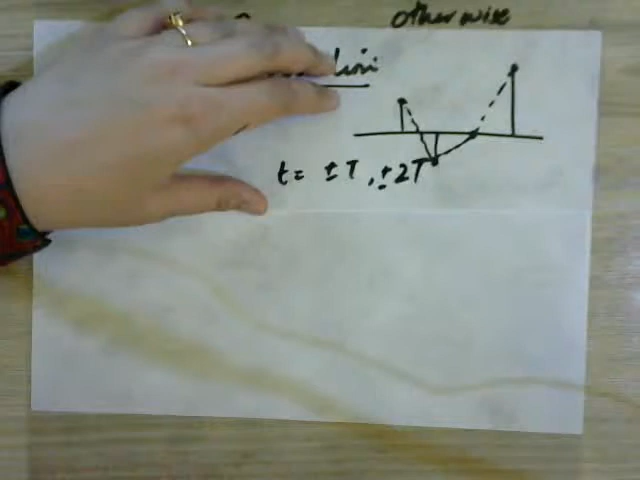 otherwise
t = ±T, ±2T